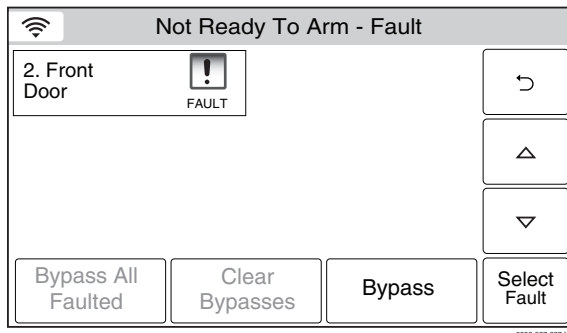 Not Ready To Arm - Fault
2. Front
Door
!
FAULT
Bypass All
Faulted
Clear
Bypasses
Bypass
Select
Fault